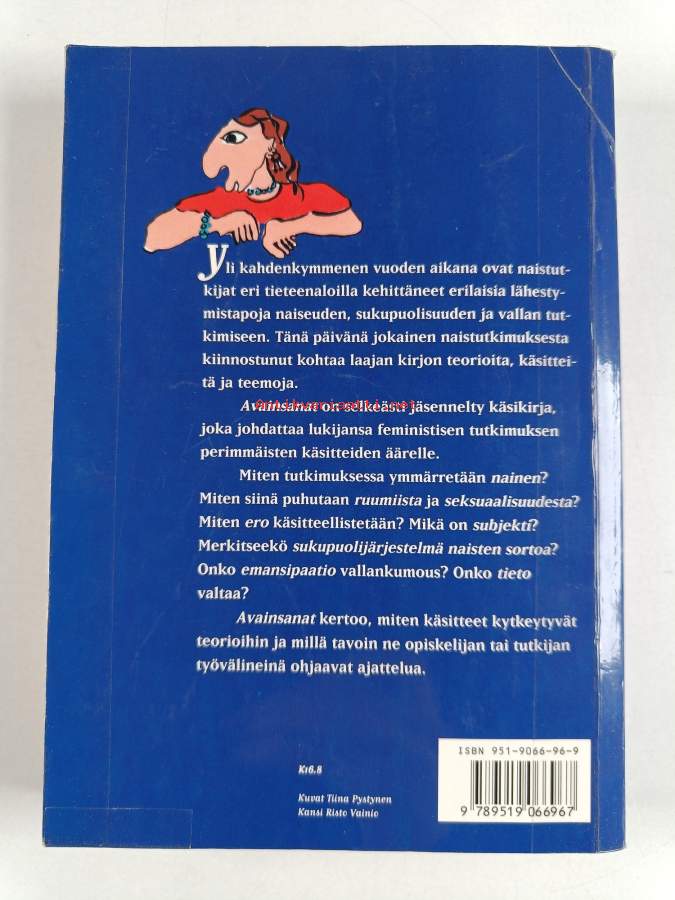 Yli kahdenkymmenen vuoden aikana ovat naistut-
kijat eri tieteenaloilla kehittäneet erilaisia lähesty-
mistapoja naiseuden, sukupuolisuuden ja vallan tut-
kimiseen. Tänä päivänä jokainen naistutkimuksesta
kiinnostunut kohtaa laajan kirjon teorioita, käsittei-
tä ja teemoja.
Avainsanat on selkeästi jäsennelty käsikirja,
Antikvariaatti.net
joka johdattaa lukijansa feministisen tutkimuksen
perimmäisten käsitteiden äärelle.
Miten tutkimuksessa ymmärretään nainen?
Miten siinä puhutaan ruumiista ja seksuaalisuudesta?
Miten ero käsitteellistetään? Mikä on subjekti?
Merkitseekö sukupuolijärjestelmä naisten sortoa?
Onko emansipaatio vallankumous? Onko tieto
valtaa?
Avainsanat kertoo, miten käsitteet kytkeytyvät
teorioihin ja millä tavoin ne opiskelijan tai tutkijan
työvälineinä ohjaavat ajattelua.
Kt6.8
Kuvat Tiina Pystynen
Kansi Risto Vainio
ISBN 951-9066-96-9
9 789519 066967